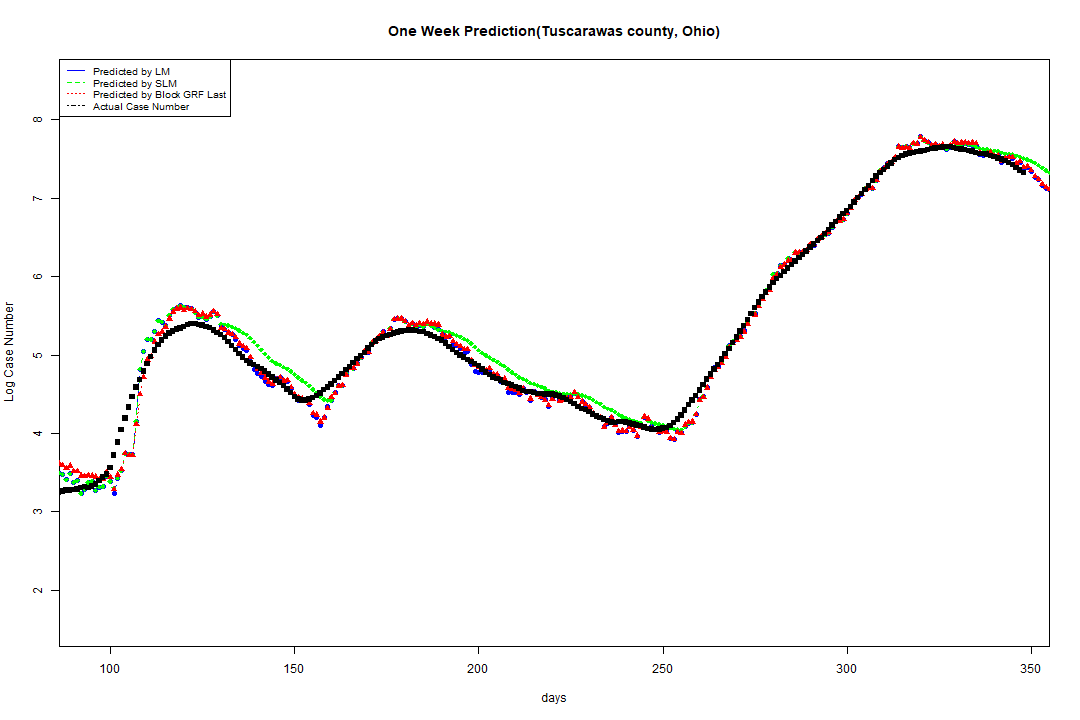 One Week Prediction(Tuscarawas county, Ohio)
Predicted by LM
Predicted by SLM
Predicted by Block GRF Last
Actual Case Number
8
7
6
5
4
3
2
Log Case Number
100 150 200 250 300 350
days